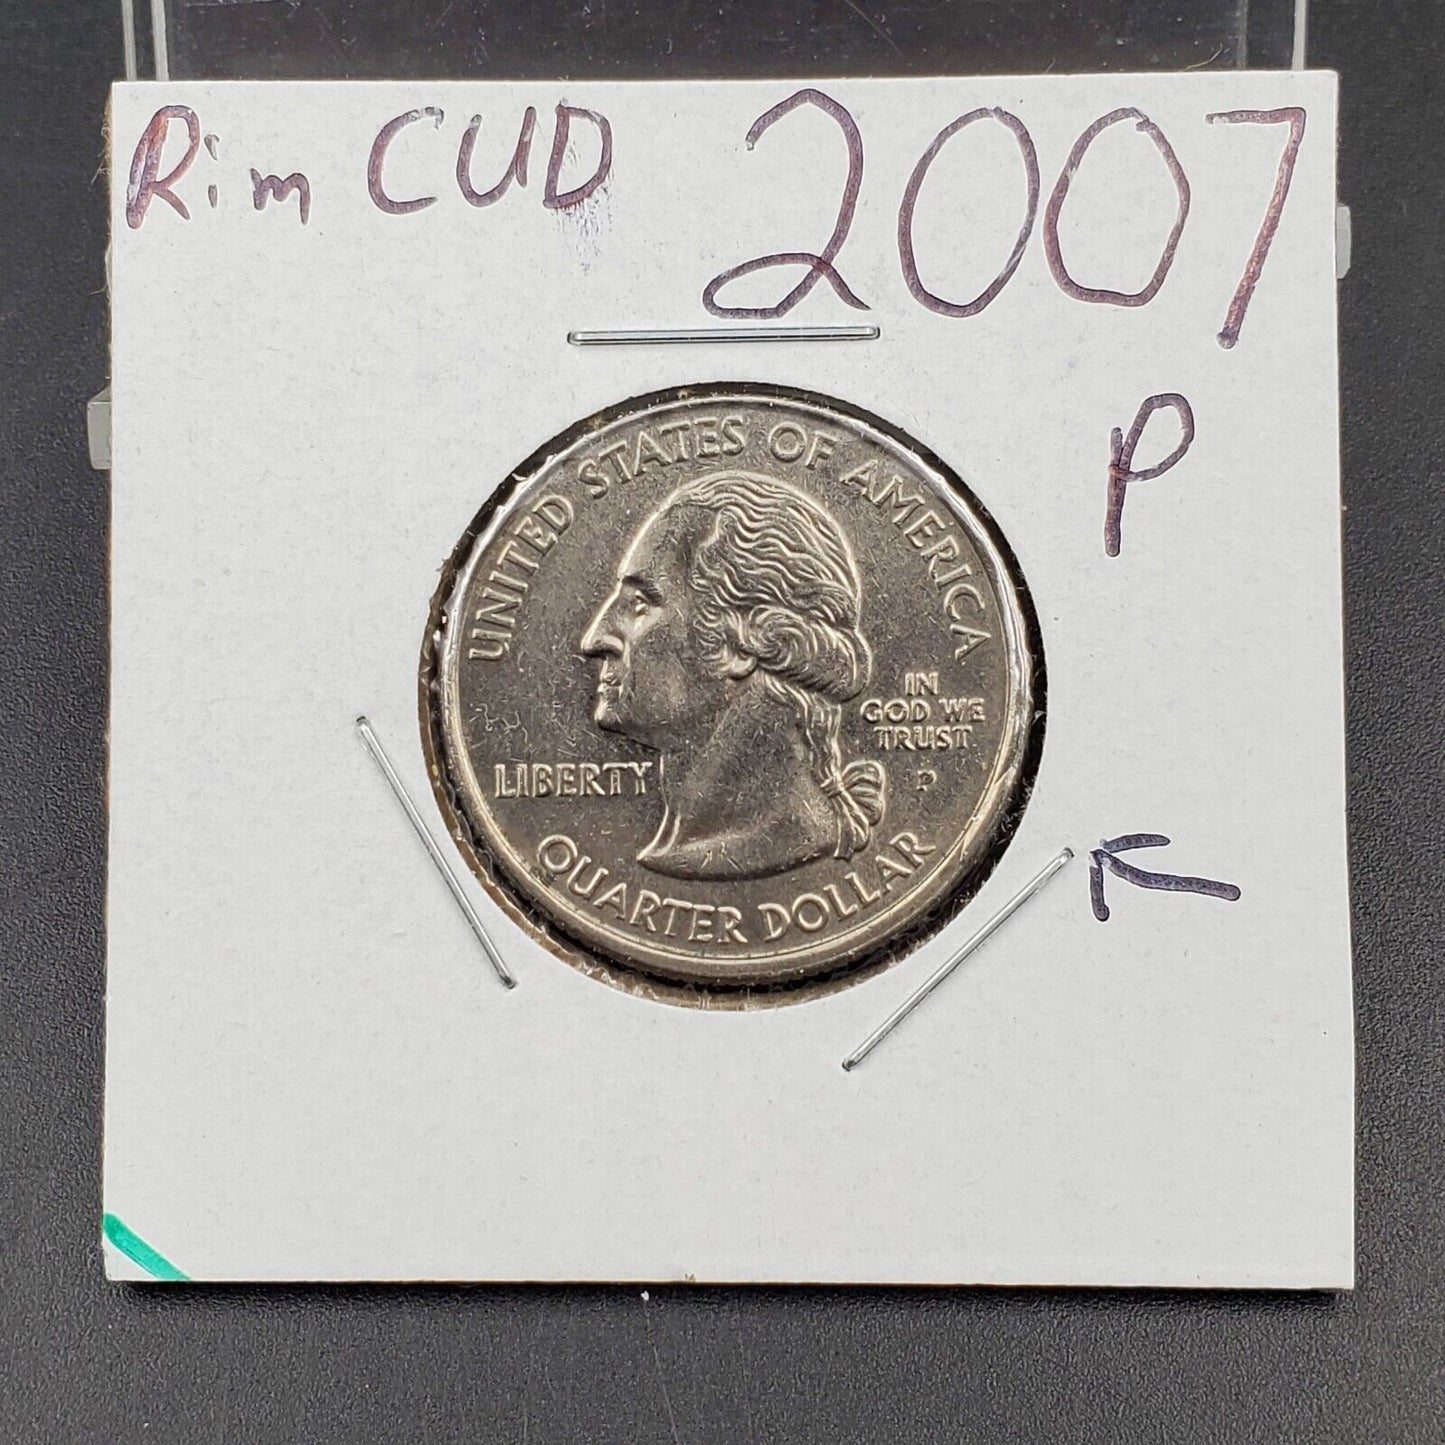 Rim CUD 2007
P
UNITED STATES OF AMERICA
IN
GOD WE
TRUST
LIBERTY
P
QUARTER DOLLAR